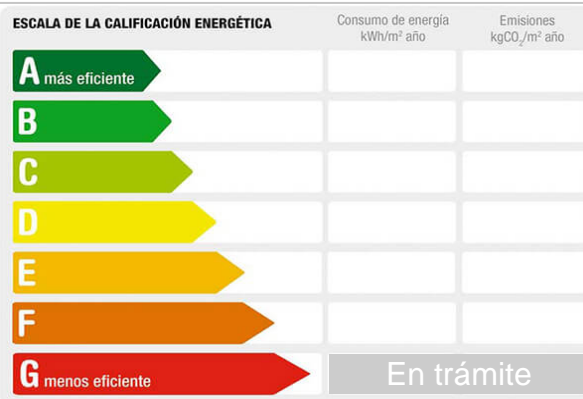 ESCALA DE LA CALIFICACIÓN ENERGÉTICA
Consumo de energía
kWh/m² año
Emisiones
kgCO₂/m² año
A más eficiente
B
C
D
E
F
G menos eficiente
En trámite